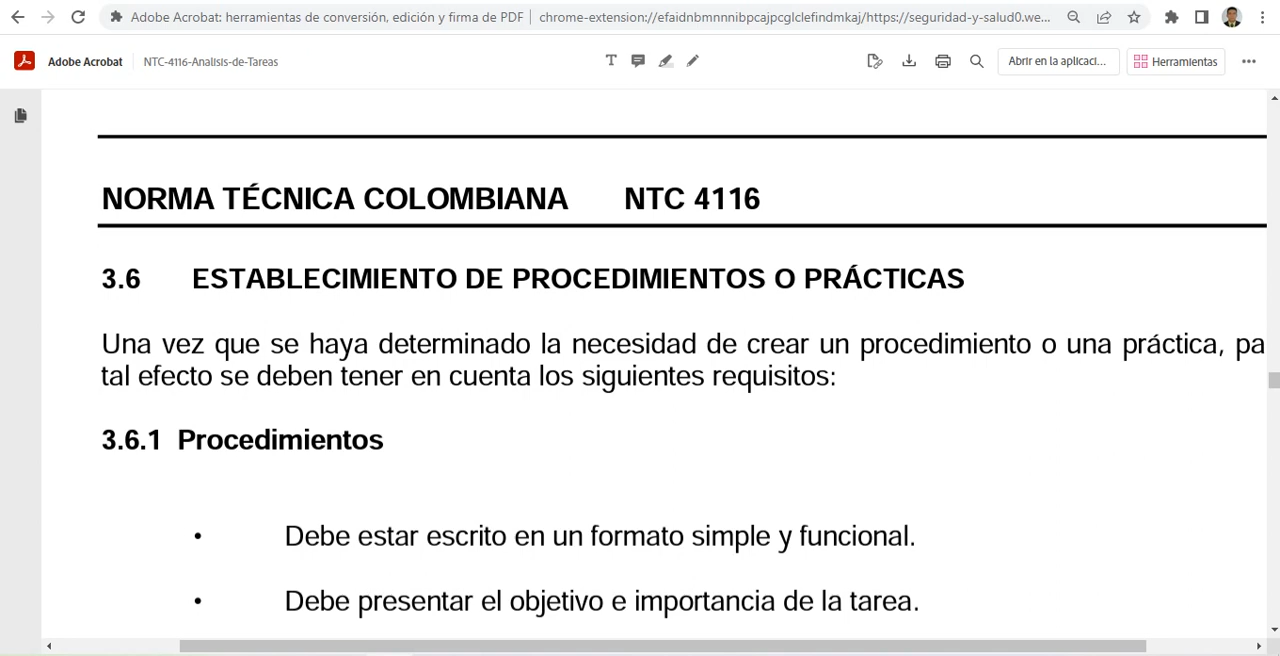 Adobe Acrobat: herramientas de conversión, edición y firma de PDF | chrome-extension://efaidnbmnnnibpcajpcglclefindmkaj/https://seguridad-y-salud0.we...
Adobe Acrobat NTC-4116-Analisis-de-Tareas T Abrir en la aplicaci... Herramientas
NORMA TÉCNICA COLOMBIANA NTC 4116
3.6 ESTABLECIMIENTO DE PROCEDIMIENTOS O PRÁCTICAS
Una vez que se haya determinado la necesidad de crear un procedimiento o una práctica, pa
tal efecto se deben tener en cuenta los siguientes requisitos:
3.6.1 Procedimientos
• Debe estar escrito en un formato simple y funcional.
• Debe presentar el objetivo e importancia de la tarea.